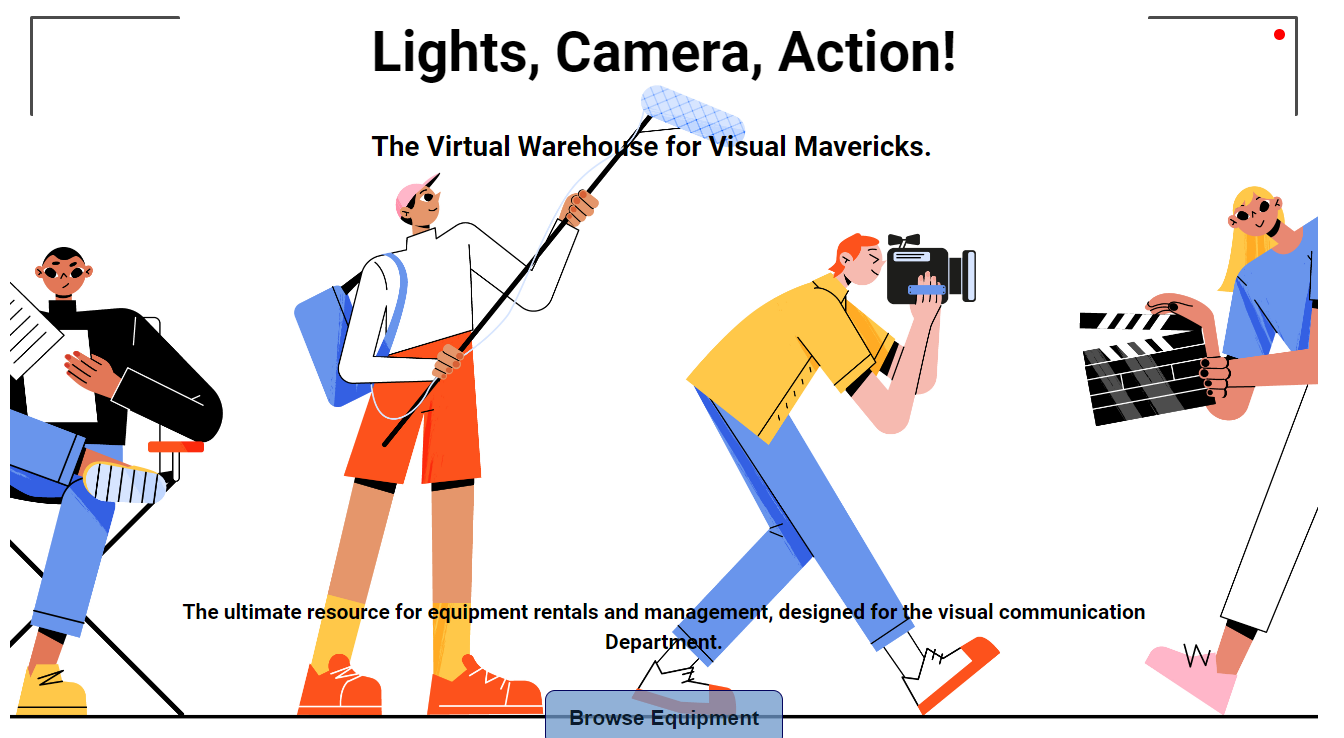 Lights, Camera, Action!
The Virtual Warehouse for Visual Mavericks.
The ultimate resource for equipment rentals and management, designed for the visual communication
Department.
Browse Equipment